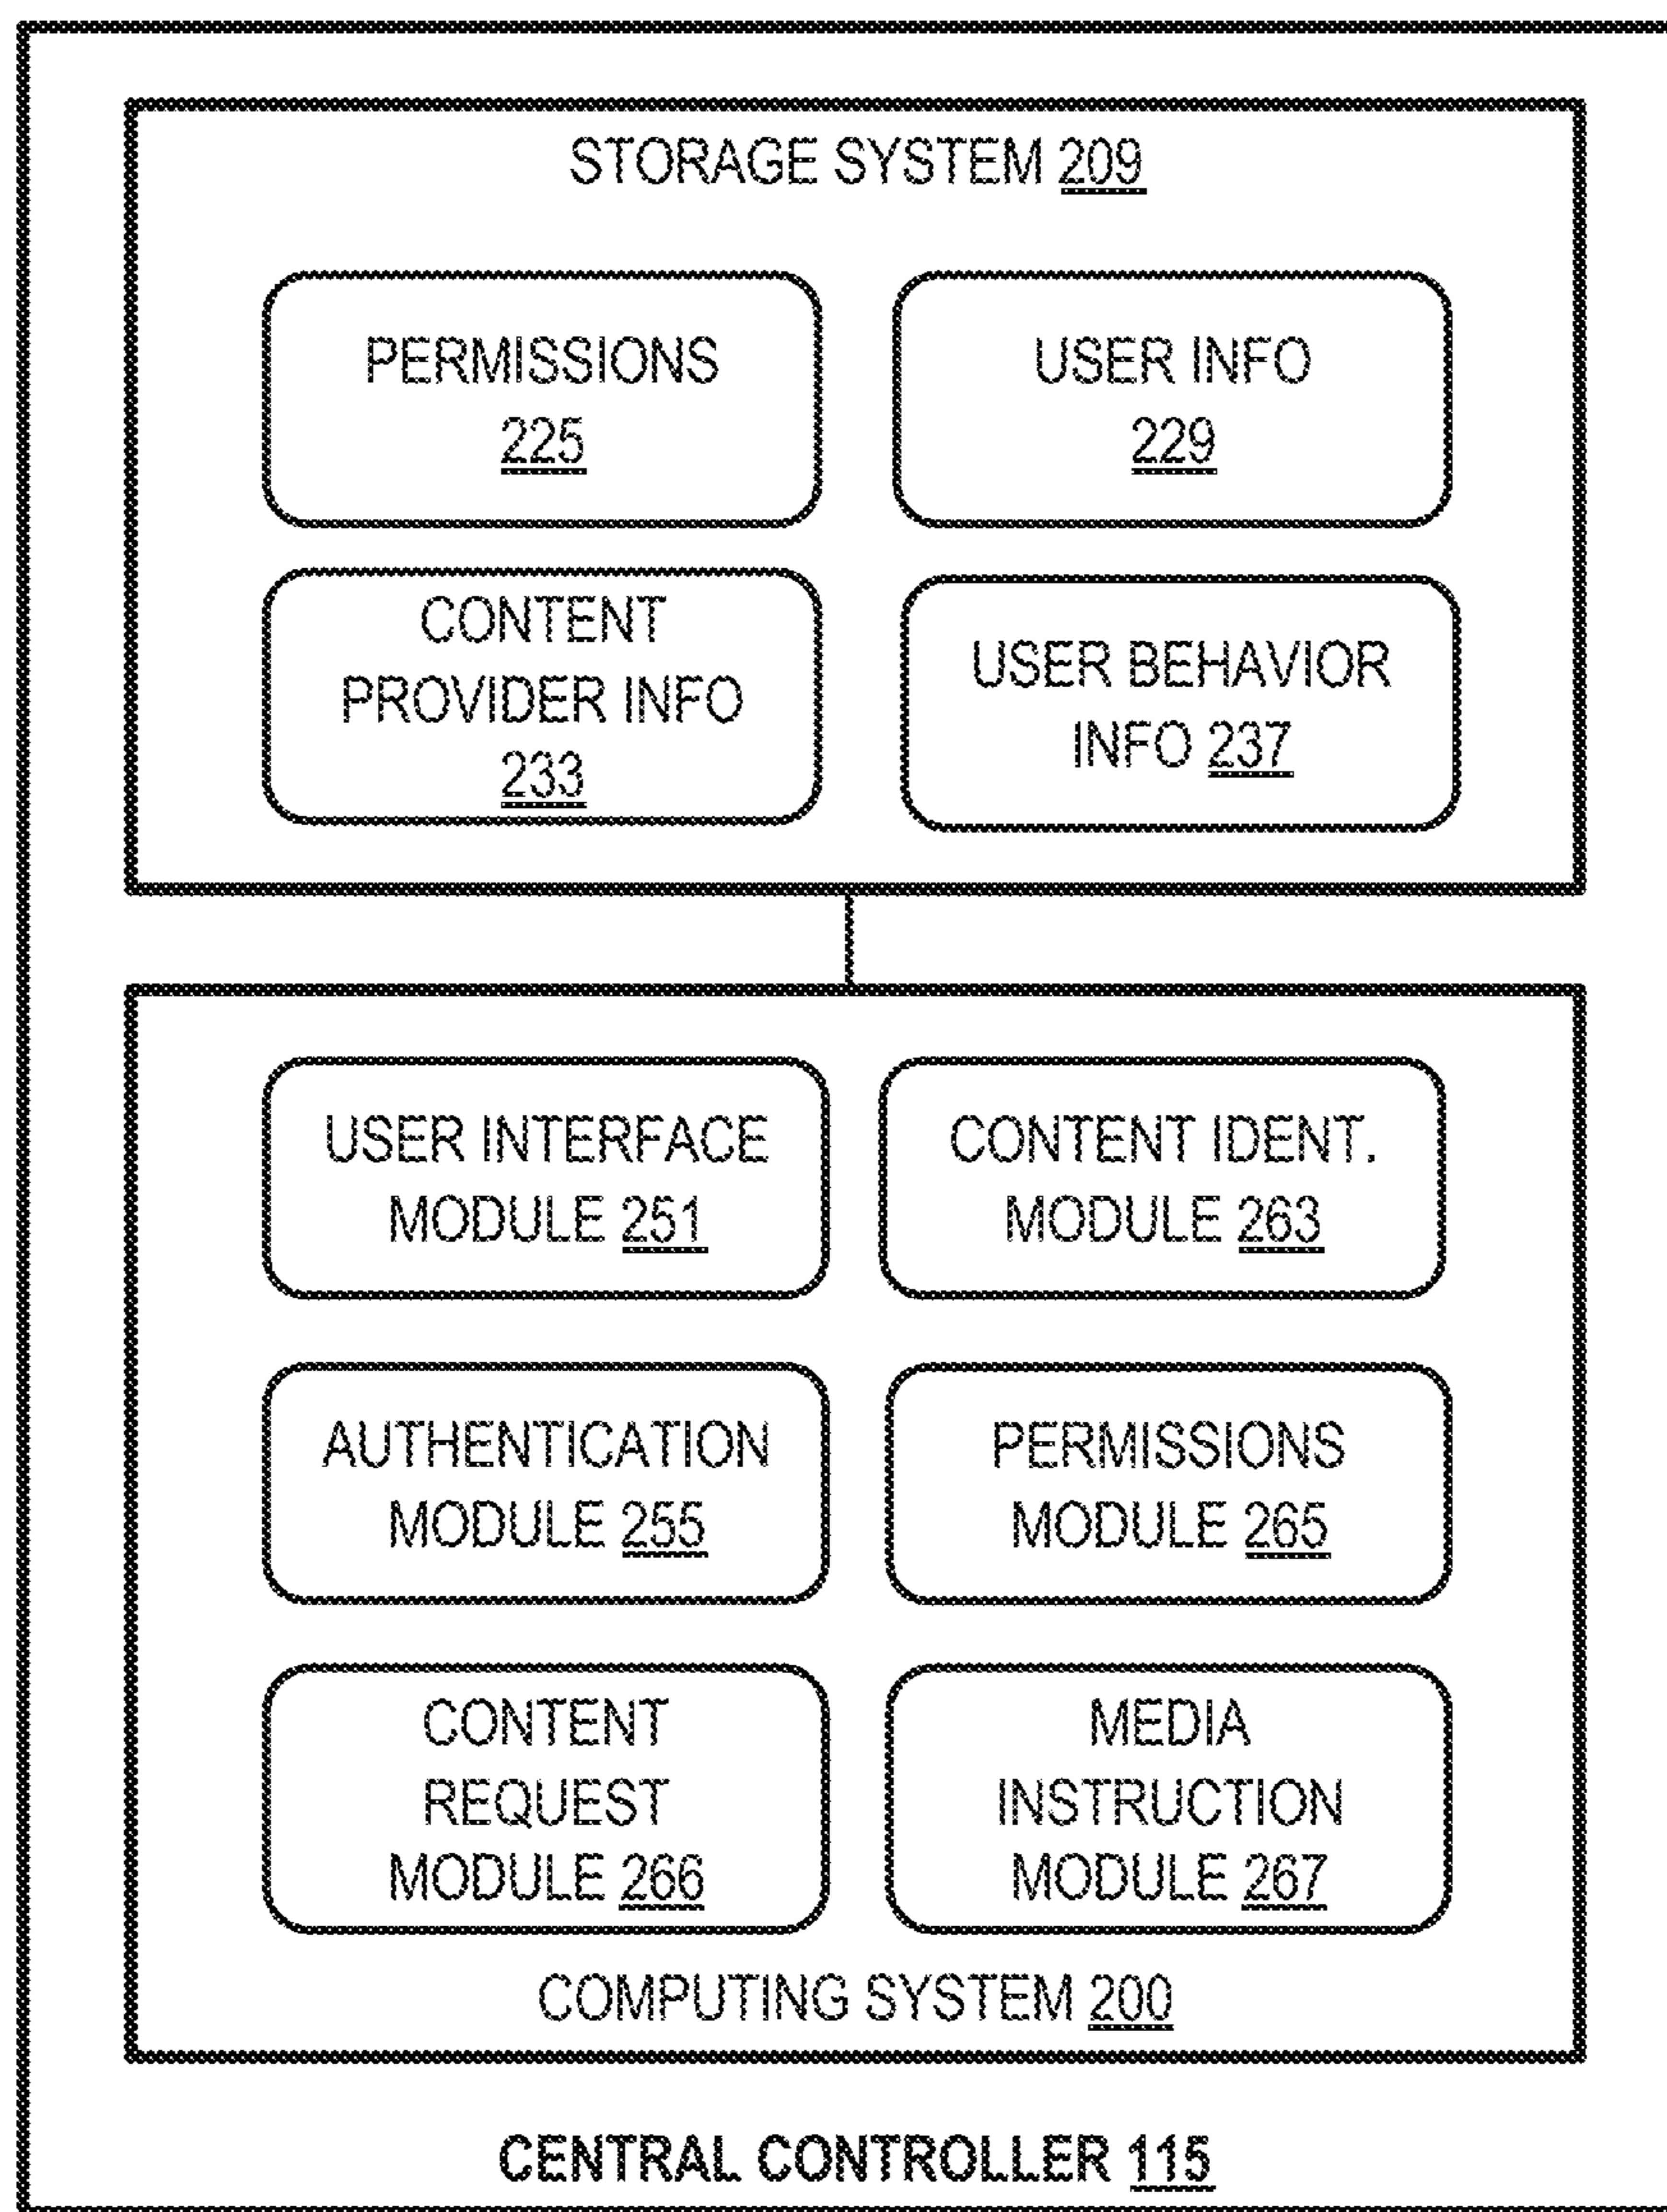 STORAGE SYSTEM 209
PERMISSIONS
225
USER INFO
229
CONTENT
PROVIDER INFO
233
USER BEHAVIOR
INFO 237
USER INTERFACE
MODULE 251
CONTENT IDENT.
MODULE 263
AUTHENTICATION
MODULE 255
PERMISSIONS
MODULE 265
CONTENT
REQUEST
MODULE 266
MEDIA
INSTRUCTION
MODULE 267
COMPUTING SYSTEM 200
CENTRAL CONTROLLER 115